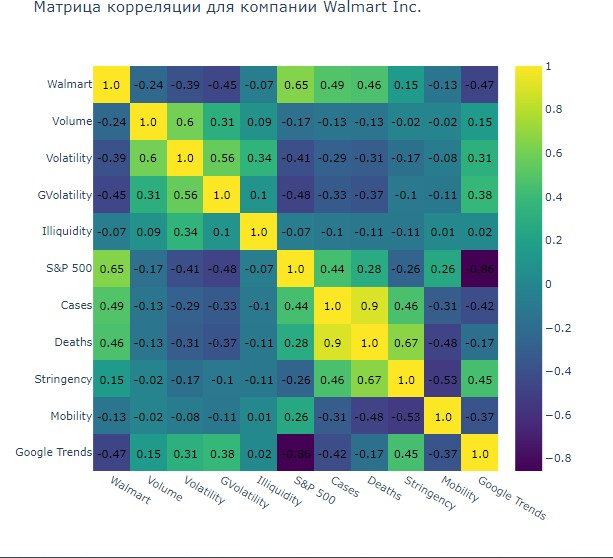 Матрица корреляции для компании Walmart Inc.
Walmart 1.0 -0.24 -0.39 -0.45 -0.07 0.65 0.49 0.46 0.15 -0.13 -0.47
Volume -0.24 1.0 0.6 0.31 0.09 -0.17 -0.13 -0.13 -0.02 -0.02 0.15
Volatility -0.39 0.6 1.0 0.56 0.34 -0.41 -0.29 -0.31 -0.17 -0.08 0.31
GVolatility -0.45 0.31 0.56 1.0 0.1 -0.48 -0.33 -0.37 -0.1 -0.11 0.38
Illiquidity -0.07 0.09 0.34 0.1 1.0 -0.07 -0.1 -0.11 -0.11 0.01 0.02
S&P 500 0.65 -0.17 -0.41 -0.48 -0.07 1.0 0.44 0.28 -0.26 0.26 -0.86
Cases 0.49 -0.13 -0.29 -0.33 -0.1 0.44 1.0 0.9 0.46 -0.31 -0.42
Deaths 0.46 -0.13 -0.31 -0.37 -0.11 0.28 0.9 1.0 0.67 -0.48 -0.17
Stringency 0.15 -0.02 -0.17 -0.1 -0.11 -0.26 0.46 0.67 1.0 -0.53 0.45
Mobility -0.13 -0.02 -0.08 -0.11 0.01 0.26 -0.31 -0.48 -0.53 1.0 -0.37
Google Trends -0.47 0.15 0.31 0.38 0.02 -0.86 -0.42 -0.17 0.45 -0.37 1.0
Walmart Volume Volatility GVolatility Illiquidity S&P 500 Cases Deaths Stringency Mobility Google Trends
1
0.8
0.6
0.4
0.2
0
−0.2
−0.4
−0.6
−0.8